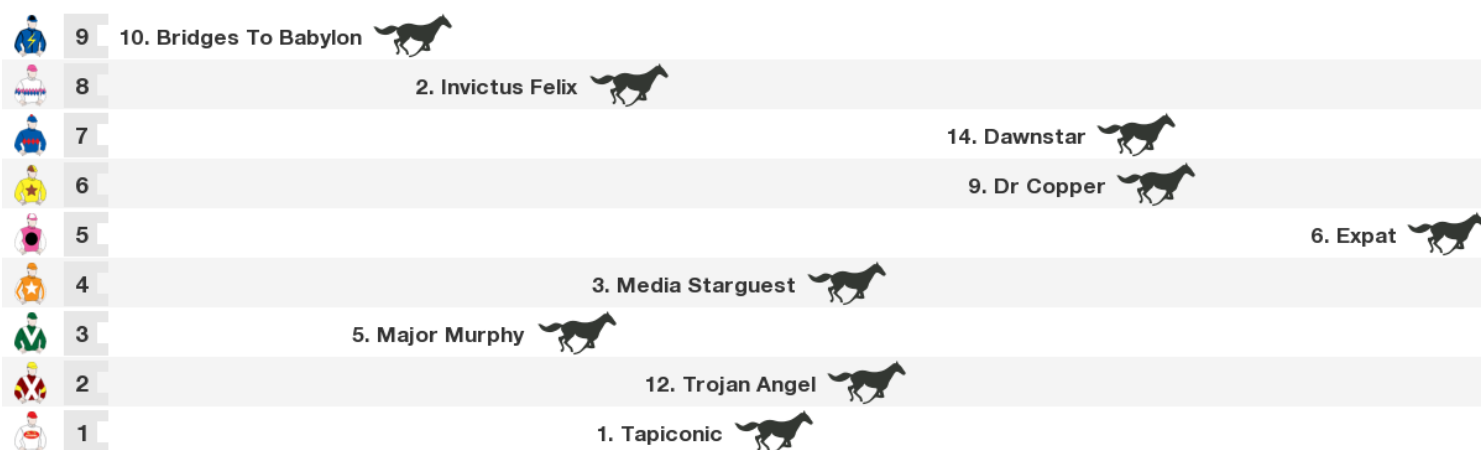 9 10. Bridges To Babylon
8 2. Invictus Felix
7 14. Dawnstar
6 9. Dr Copper
5 6. Expat
4 3. Media Starguest
3 5. Major Murphy
2 12. Trojan Angel
1 1. Tapiconic